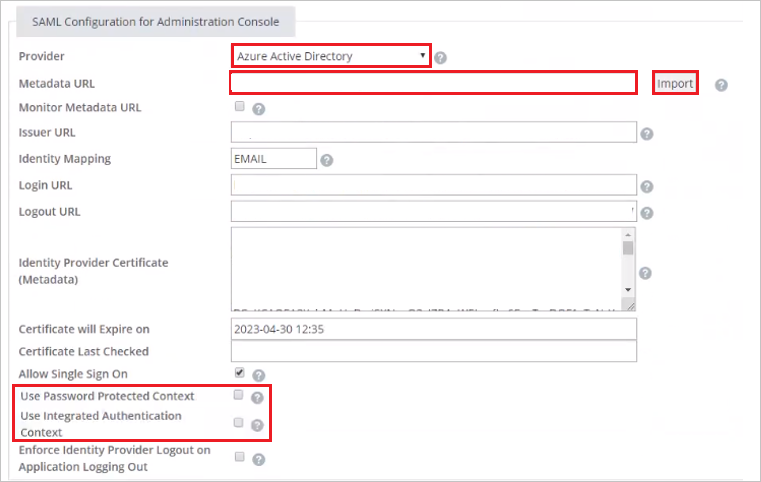 SAML Configuration for Administration Console
Provider
Azure Active Directory
?
Metadata URL
Import
?
Monitor Metadata URL
?
Issuer URL
?
Identity Mapping
EMAIL
?
Login URL
?
Logout URL
?
Identity Provider Certificate
(Metadata)
?
Certificate will Expire on
2023-04-30 12:35
Certificate Last Checked
Allow Single Sign On
?
Use Password Protected Context
?
Use Integrated Authentication
Context
?
Enforce Identity Provider Logout on
Application Logging Out
?